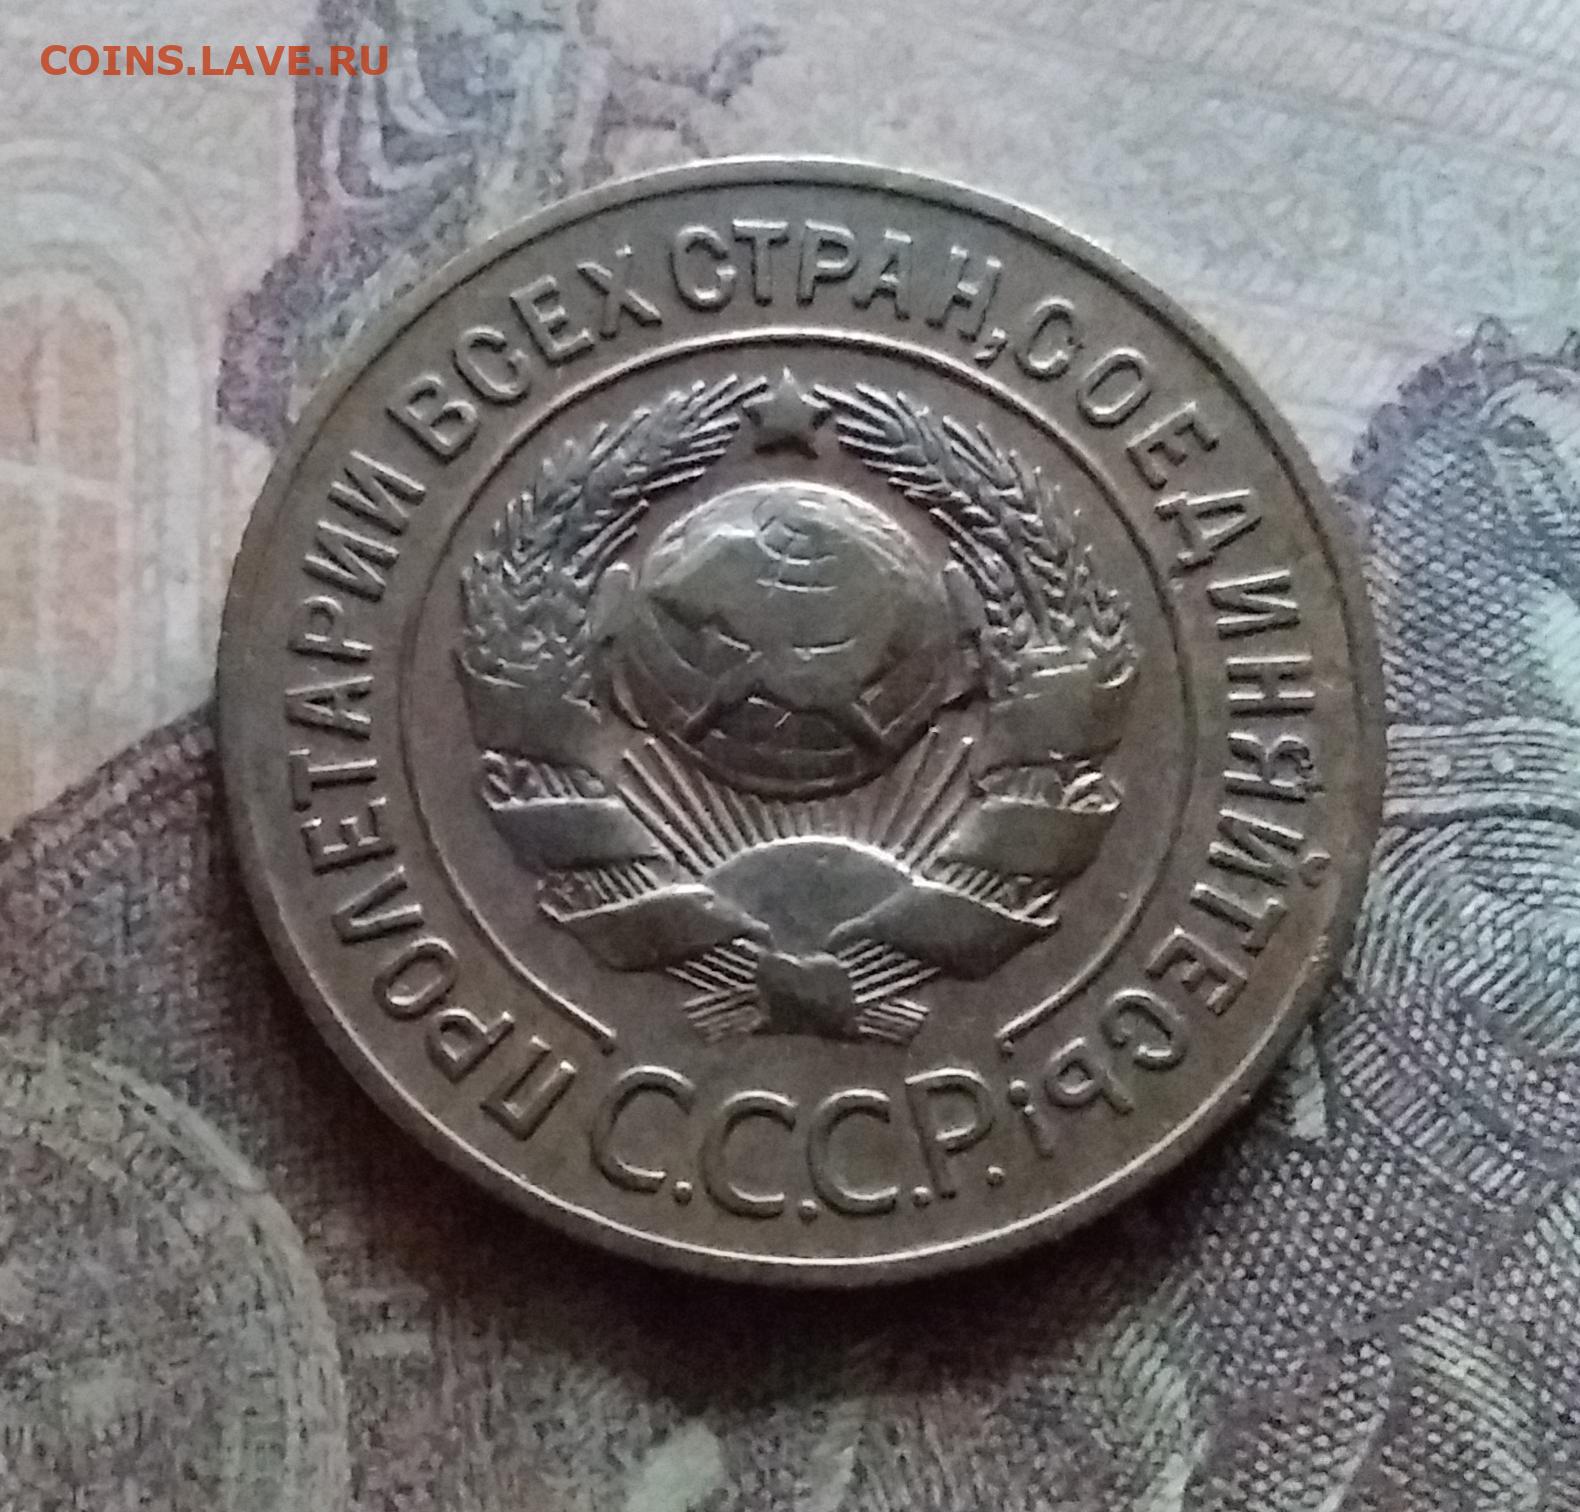 COINS.LAVE.RU
ПРОЛЕТАРИИ ВСЕХ СТРАН, СОЕДИНЯЙТЕСЬ!
С.С.С.Р.